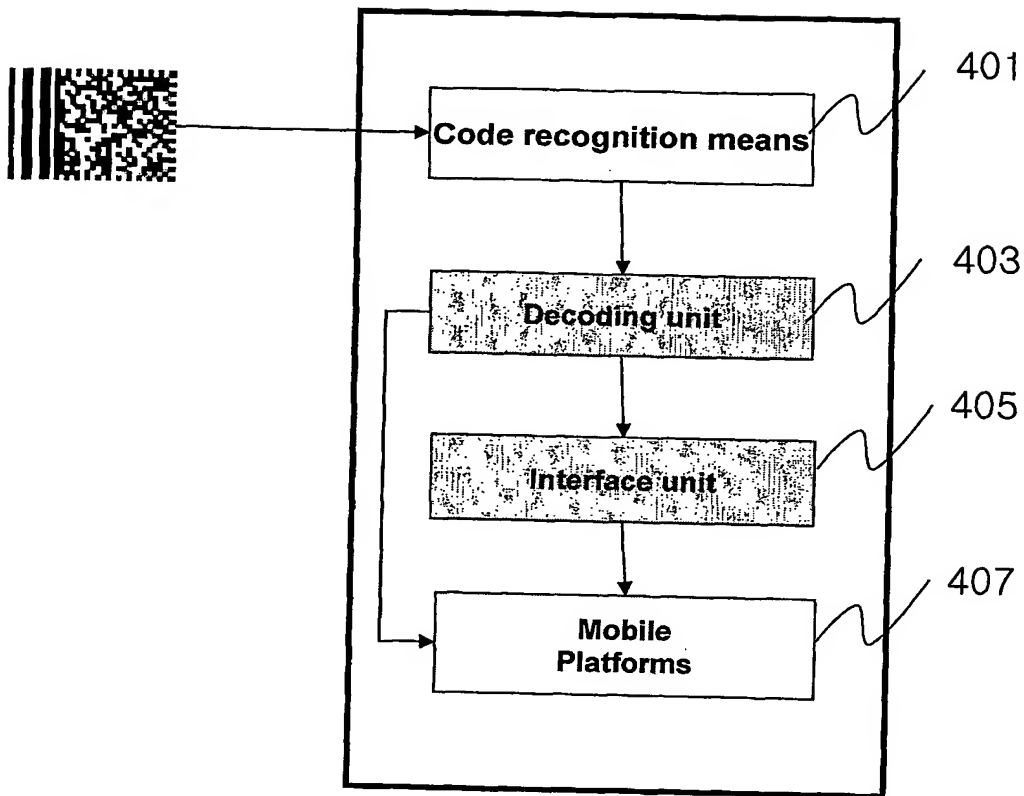 401
Code recognition means
403
Decoding unit
405
Interface unit
407
Mobile
Platforms